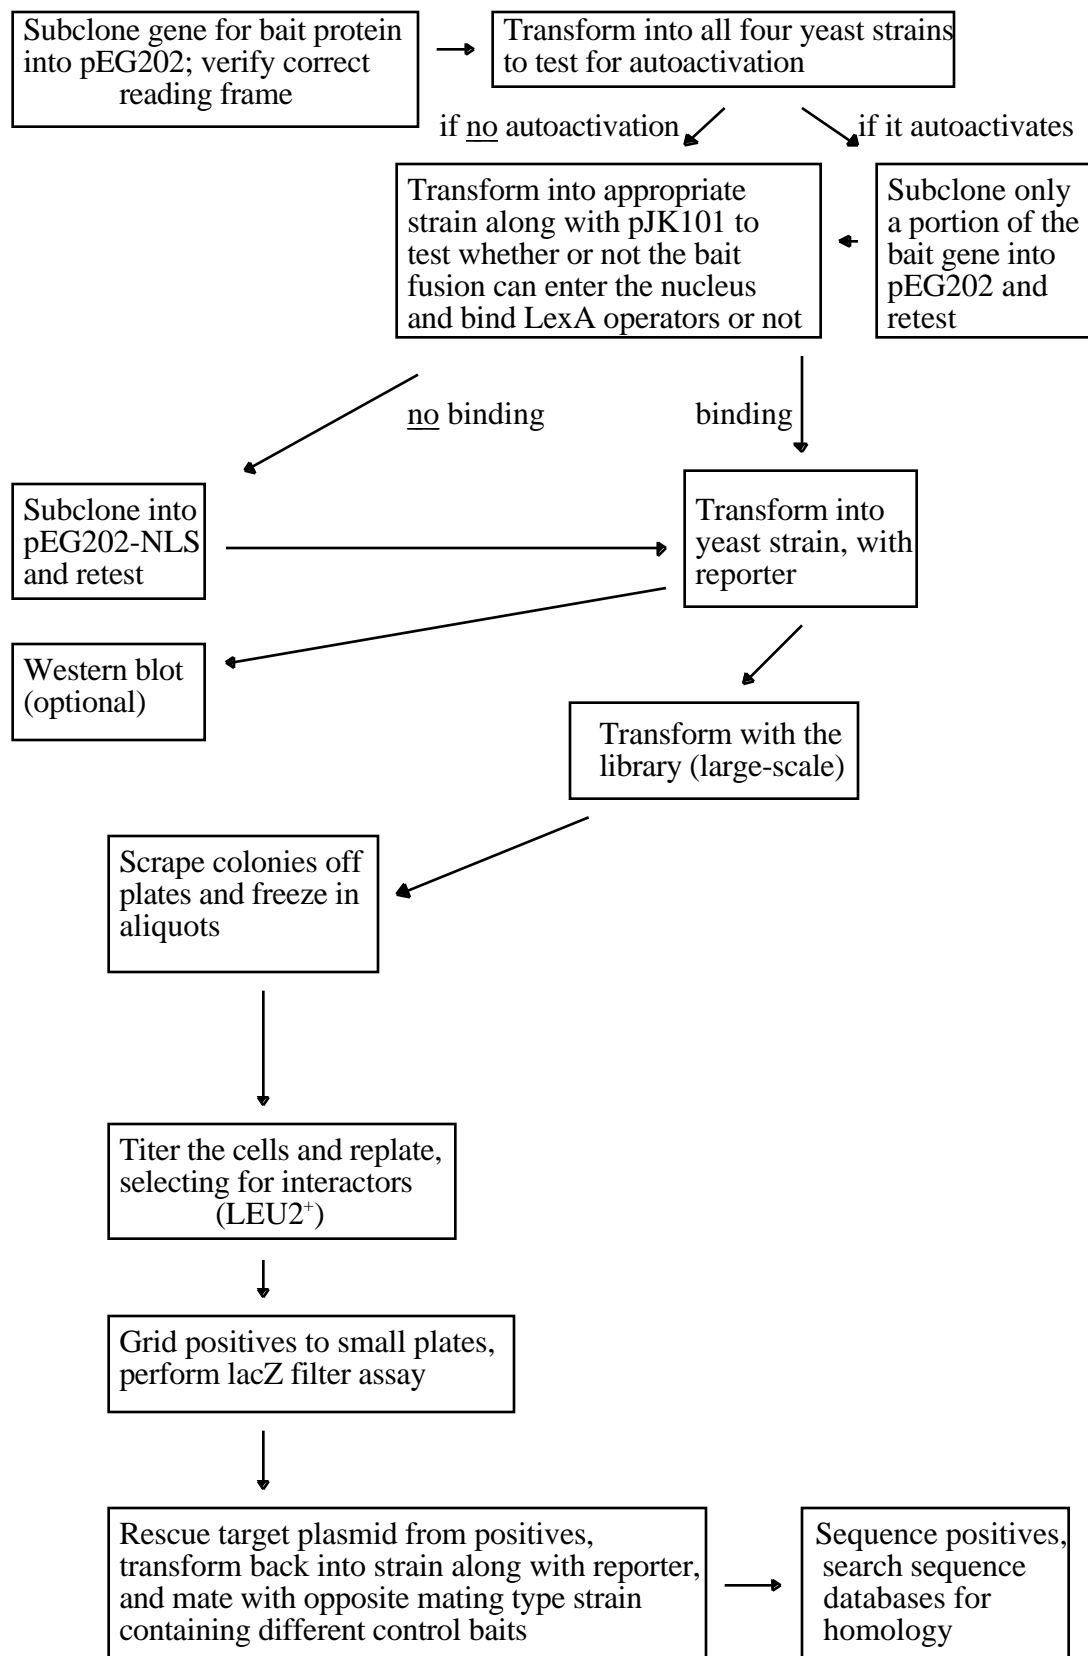 Subclone gene for bait protein
into pEG202; verify correct
reading frame
Transform into all four yeast strains
to test for autoactivation
if no autoactivation
if it autoactivates
Transform into appropriate
strain along with pJK101 to
test whether or not the bait
fusion can enter the nucleus
and bind LexA operators or not
Subclone only
a portion of the
bait gene into
pEG202 and
retest
no binding
binding
Subclone into
pEG202-NLS
and retest
Transform into
yeast strain, with
reporter
Western blot
(optional)
Transform with the
library (large-scale)
Scrape colonies off
plates and freeze in
aliquots
Titer the cells and replate,
selecting for interactors
(LEU2⁺)
Grid positives to small plates,
perform lacZ filter assay
Rescue target plasmid from positives,
transform back into strain along with reporter,
and mate with opposite mating type strain
containing different control baits
Sequence positives,
search sequence
databases for
homology